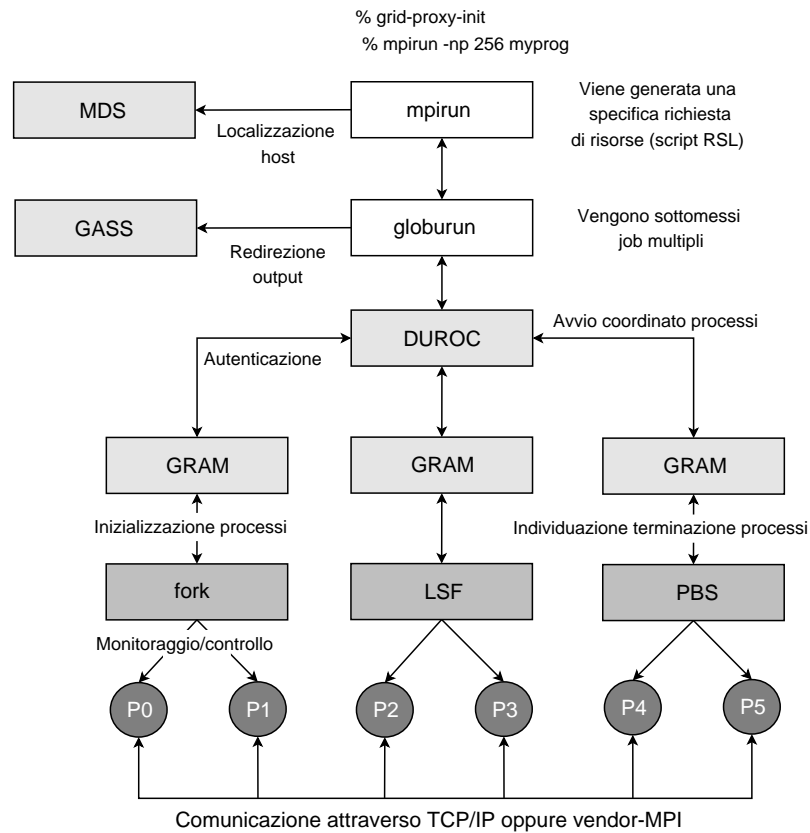 % grid-proxy-init
% mpirun -np 256 myprog
MDS
mpirun
Localizzazione
host
Viene generata una
specifica richiesta
di risorse (script RSL)
GASS
globurun
Redirezione
output
Vengono sottomessi
job multipli
DUROC
Avvio coordinato processi
Autenticazione
GRAM
GRAM
GRAM
Inizializzazione processi
Individuazione terminazione processi
fork
LSF
PBS
Monitoraggio/controllo
P0
P1
P2
P3
P4
P5
Comunicazione attraverso TCP/IP oppure vendor-MPI